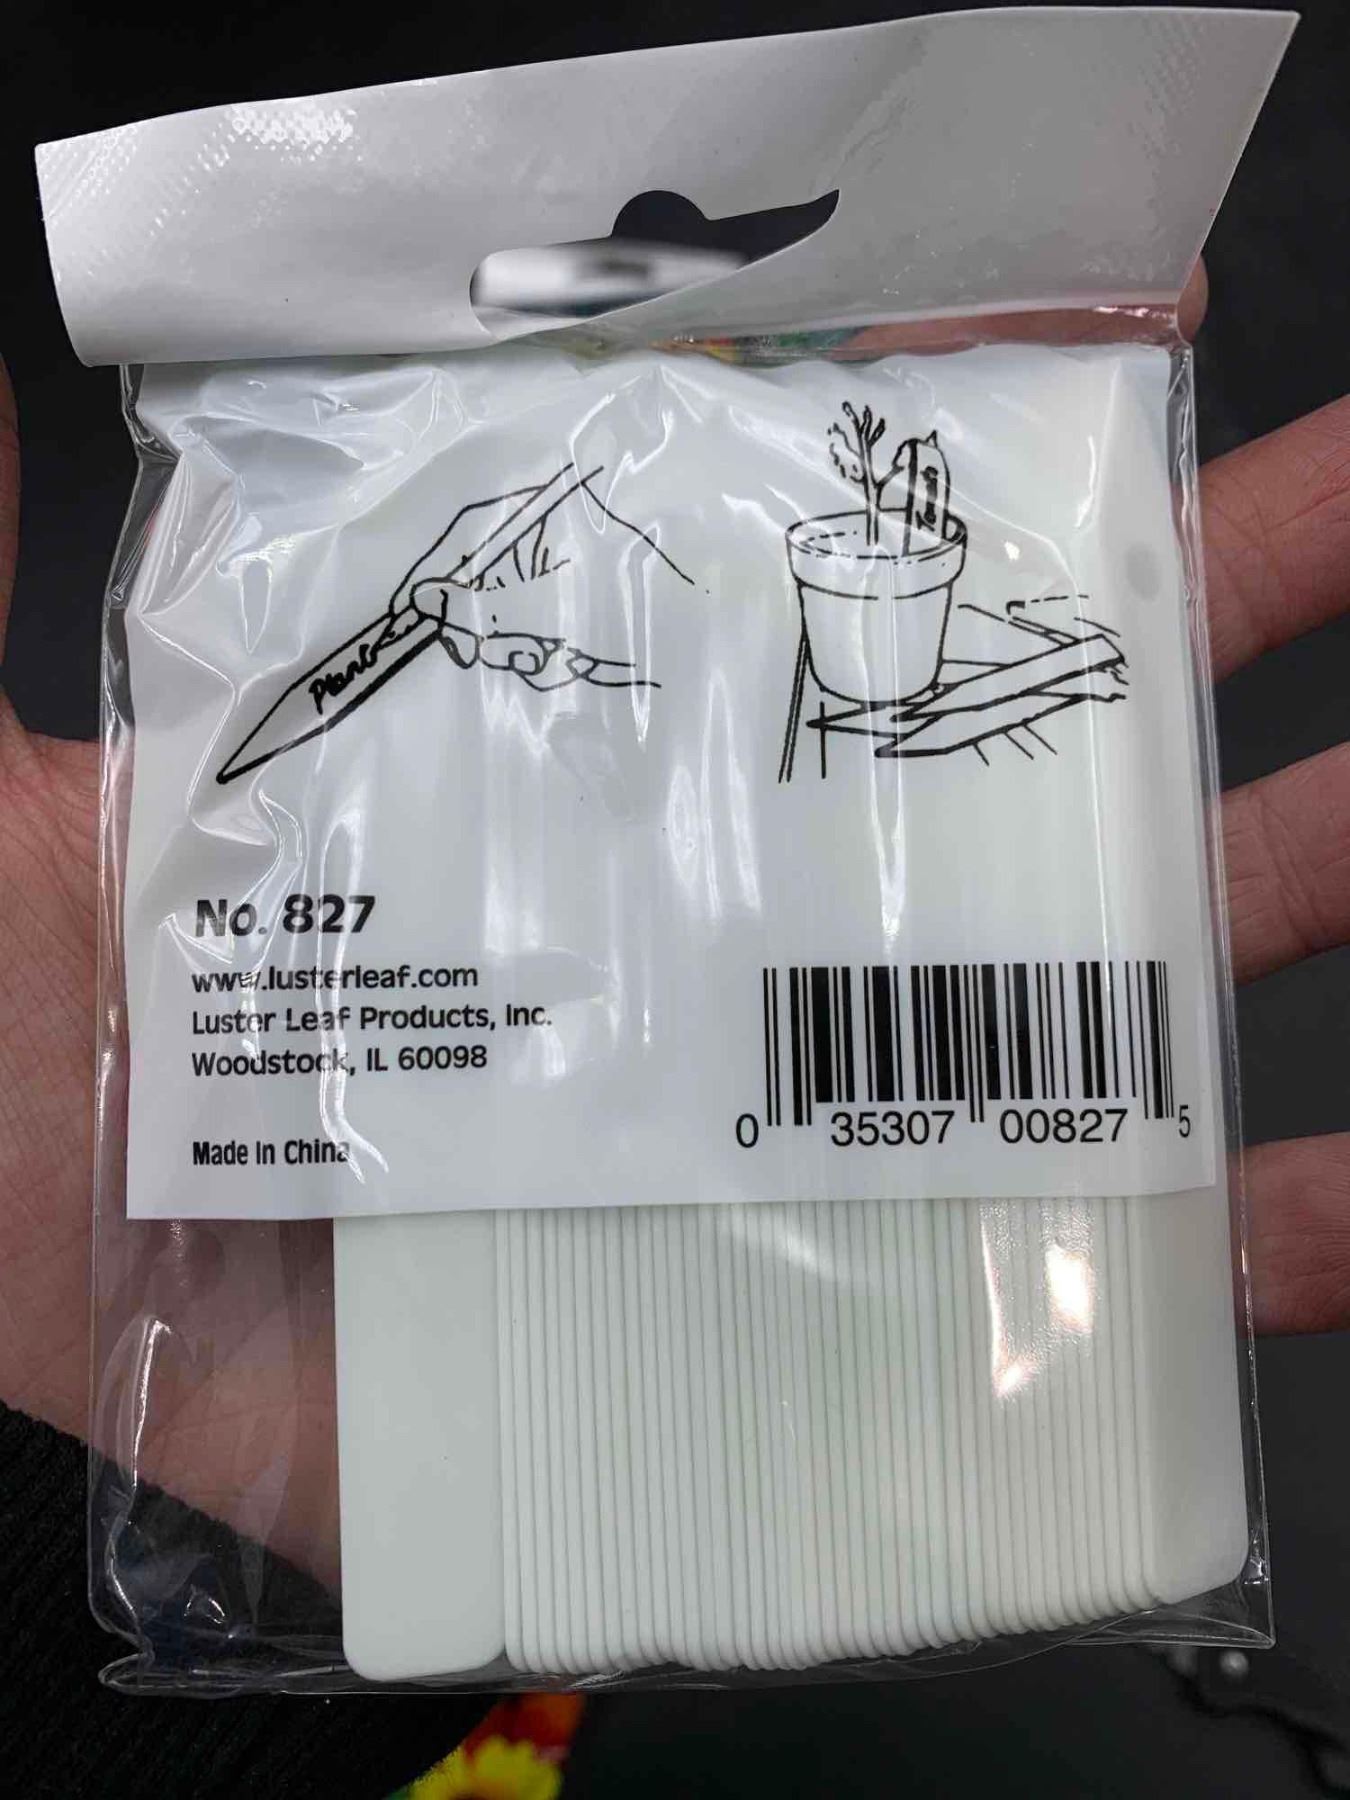 Tomato
No. 827
www.lusterleaf.com
Luster Leaf Products, Inc.
Woodstock, IL 60098
Made In China
0 35307 00827 5